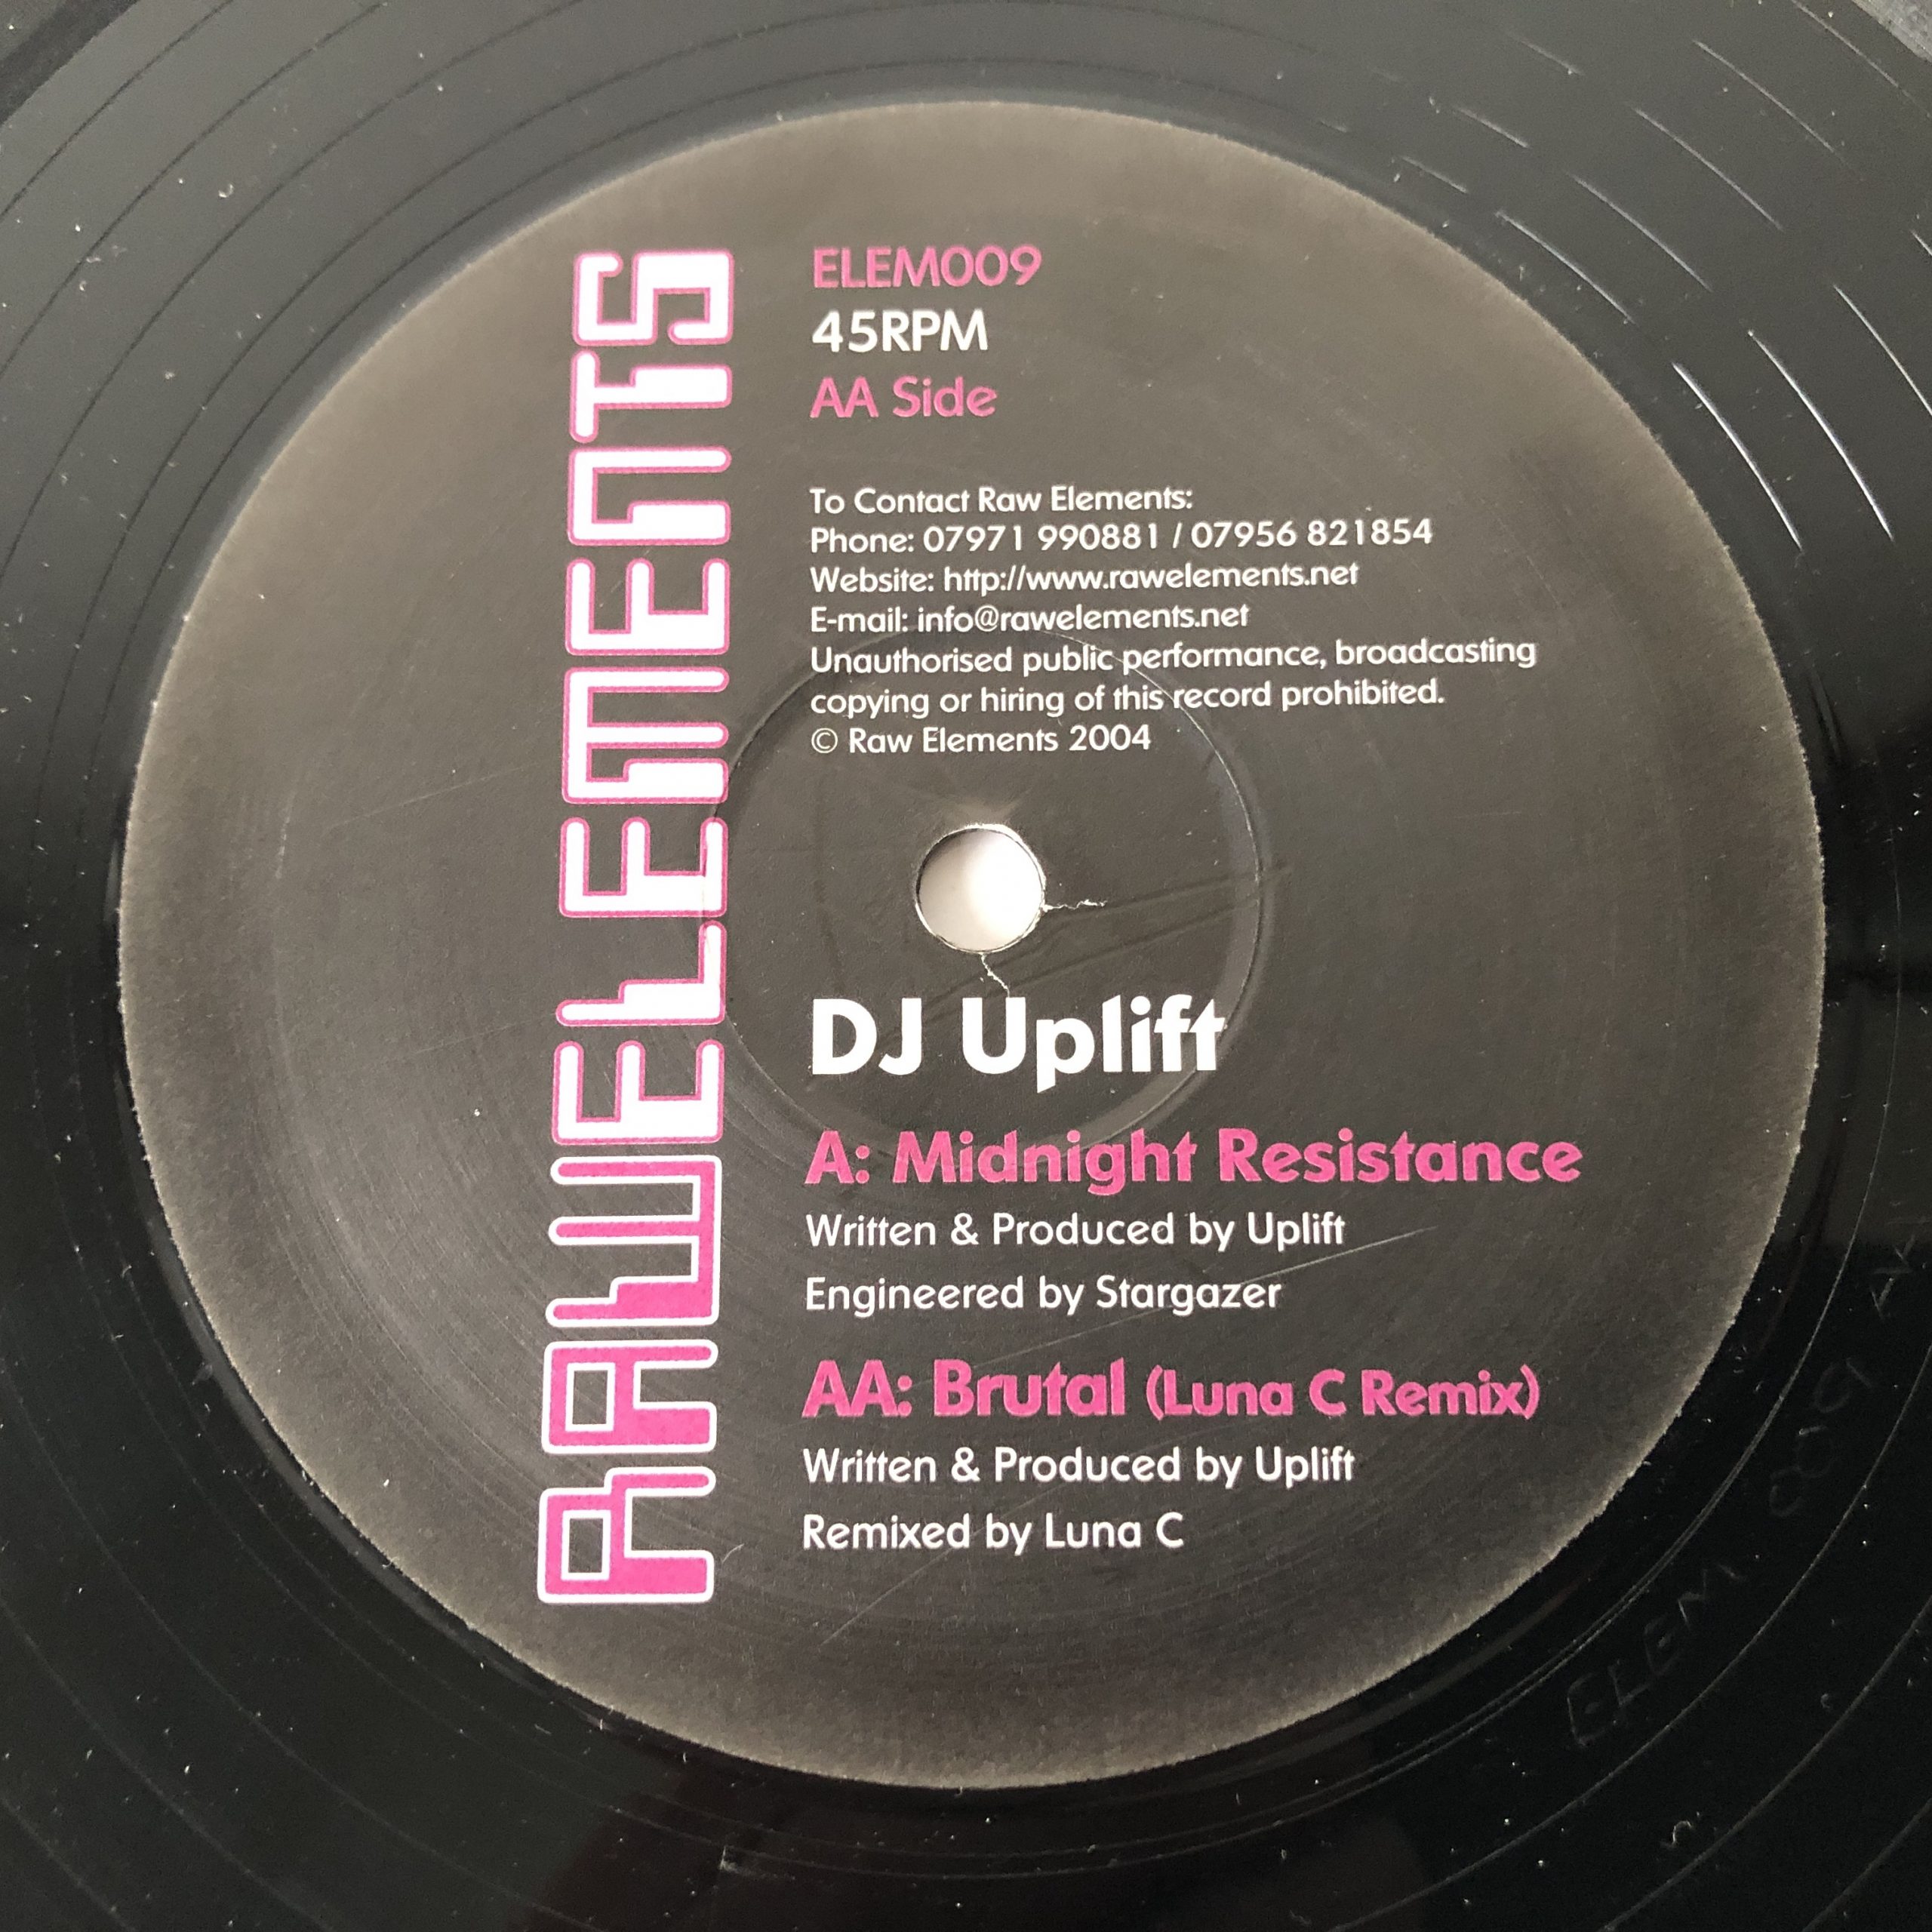 RAWELEMENTS
ELEM009
45RPM
AA Side
To Contact Raw Elements:
Phone: 07971 990881 / 07956 821854
Website: http://www.rawelements.net
E-mail: info@rawelements.net
Unauthorised public performance, broadcasting
copying or hiring of this record prohibited.
© Raw Elements 2004
DJ Uplift
A: Midnight Resistance
Written & Produced by Uplift
Engineered by Stargazer
AA: Brutal (Luna C Remix)
Written & Produced by Uplift
Remixed by Luna C
ELEM 009